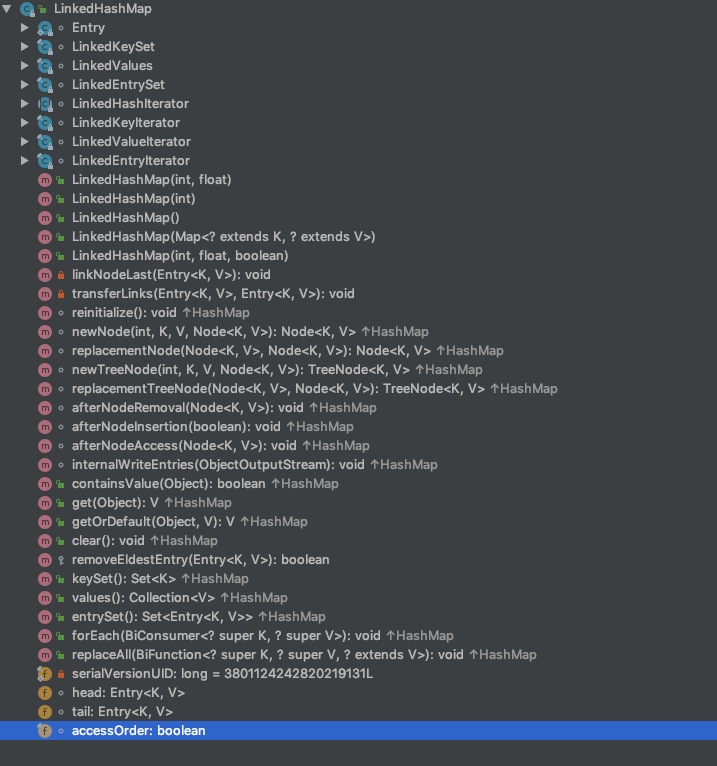 LinkedHashMap
Entry
LinkedKeySet
LinkedValues
LinkedEntrySet
LinkedHashIterator
LinkedKeyIterator
LinkedValueIterator
LinkedEntryIterator
LinkedHashMap(int, float)
LinkedHashMap(int)
LinkedHashMap()
LinkedHashMap(Map<? extends K, ? extends V>)
LinkedHashMap(int, float, boolean)
linkNodeLast(Entry<K, V>): void
transferLinks(Entry<K, V>, Entry<K, V>): void
reinitialize(): void ↑HashMap
newNode(int, K, V, Node<K, V>): Node<K, V> ↑HashMap
replacementNode(Node<K, V>, Node<K, V>): Node<K, V> ↑HashMap
newTreeNode(int, K, V, Node<K, V>): TreeNode<K, V> ↑HashMap
replacementTreeNode(Node<K, V>, Node<K, V>): TreeNode<K, V> ↑HashMap
afterNodeRemoval(Node<K, V>): void ↑HashMap
afterNodeInsertion(boolean): void ↑HashMap
afterNodeAccess(Node<K, V>): void ↑HashMap
internalWriteEntries(ObjectOutputStream): void ↑HashMap
containsValue(Object): boolean ↑HashMap
get(Object): V ↑HashMap
getOrDefault(Object, V): V ↑HashMap
clear(): void ↑HashMap
removeEldestEntry(Entry<K, V>): boolean
keySet(): Set<K> ↑HashMap
values(): Collection<V> ↑HashMap
entrySet(): Set<Entry<K, V>> ↑HashMap
forEach(BiConsumer<? super K, ? super V>): void ↑HashMap
replaceAll(BiFunction<? super K, ? super V, ? extends V>): void ↑HashMap
serialVersionUID: long = 3801124242820219131L
head: Entry<K, V>
tail: Entry<K, V>
accessOrder: boolean